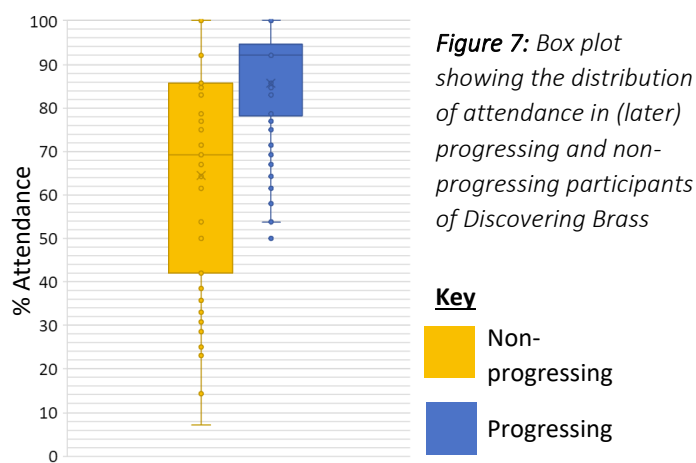 100
90
80
70
60
50
40
30
20
10
0
% Attendance
Figure 7: Box plot
showing the distribution
of attendance in (later)
progressing and non-
progressing participants
of Discovering Brass
Key
Non-
progressing
Progressing